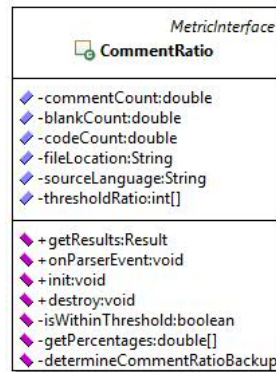 MetricInterface
CommentRatio
-commentCount:double
-blankCount:double
-codeCount:double
-fileLocation:String
-sourceLanguage:String
-thresholdRatio:int[]
+getResults:Result
+onParserEvent:void
+init:void
+destroy:void
-isWithinThreshold:boolean
-getPercentages:double[]
-determineCommentRatioBackup